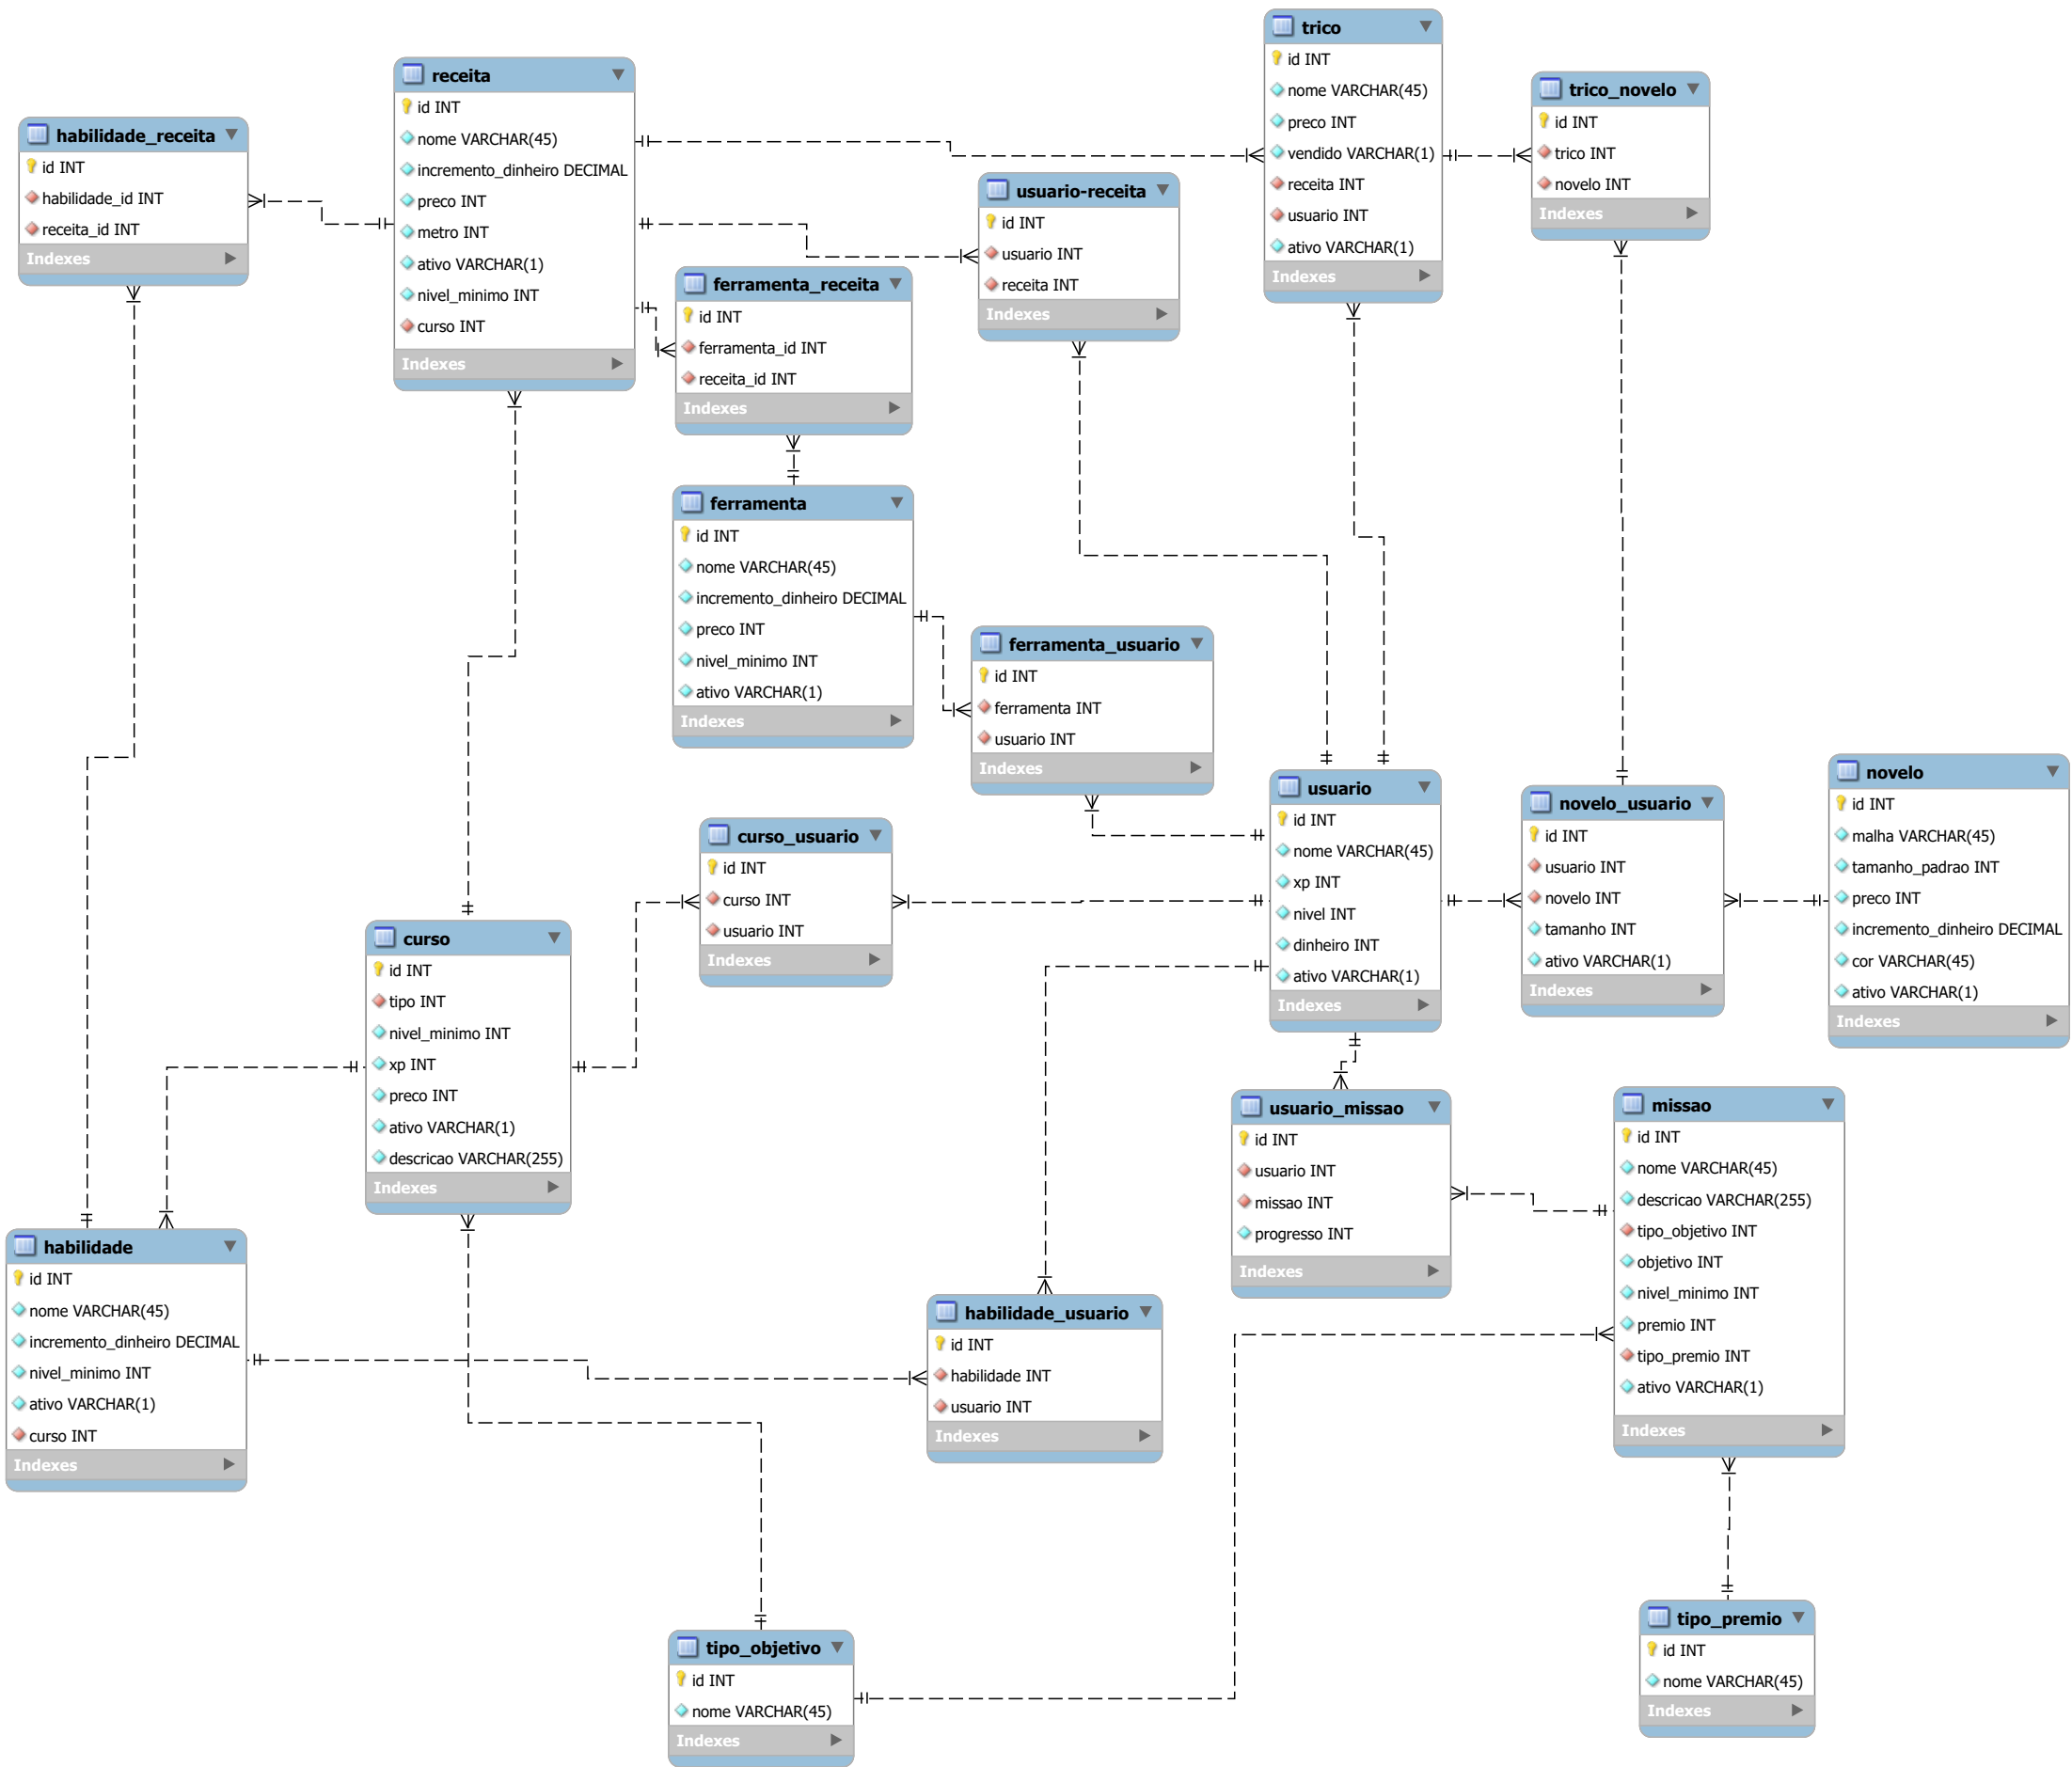 trico
id INT
nome VARCHAR(45)
preco INT
vendido VARCHAR(1)
receita INT
usuario INT
ativo VARCHAR(1)
Indexes
receita
id INT
nome VARCHAR(45)
incremento_dinheiro DECIMAL
preco INT
metro INT
ativo VARCHAR(1)
nivel_minimo INT
curso INT
Indexes
trico_novelo
id INT
trico INT
novelo INT
Indexes
habilidade_receita
id INT
habilidade_id INT
receita_id INT
Indexes
usuario-receita
id INT
usuario INT
receita INT
Indexes
ferramenta_receita
id INT
ferramenta_id INT
receita_id INT
Indexes
ferramenta
id INT
nome VARCHAR(45)
incremento_dinheiro DECIMAL
preco INT
nivel_minimo INT
ativo VARCHAR(1)
Indexes
ferramenta_usuario
id INT
ferramenta INT
usuario INT
Indexes
usuario
id INT
nome VARCHAR(45)
xp INT
nivel INT
dinheiro INT
ativo VARCHAR(1)
Indexes
novelo_usuario
id INT
usuario INT
novelo INT
tamanho INT
ativo VARCHAR(1)
Indexes
novelo
id INT
malha VARCHAR(45)
tamanho_padrao INT
preco INT
incremento_dinheiro DECIMAL
cor VARCHAR(45)
ativo VARCHAR(1)
Indexes
curso_usuario
id INT
curso INT
usuario INT
Indexes
curso
id INT
tipo INT
nivel_minimo INT
xp INT
preco INT
ativo VARCHAR(1)
descricao VARCHAR(255)
Indexes
usuario_missao
id INT
usuario INT
missao INT
progresso INT
Indexes
missao
id INT
nome VARCHAR(45)
descricao VARCHAR(255)
tipo_objetivo INT
objetivo INT
nivel_minimo INT
premio INT
tipo_premio INT
ativo VARCHAR(1)
Indexes
habilidade
id INT
nome VARCHAR(45)
incremento_dinheiro DECIMAL
nivel_minimo INT
ativo VARCHAR(1)
curso INT
Indexes
habilidade_usuario
id INT
habilidade INT
usuario INT
Indexes
tipo_objetivo
id INT
nome VARCHAR(45)
Indexes
tipo_premio
id INT
nome VARCHAR(45)
Indexes